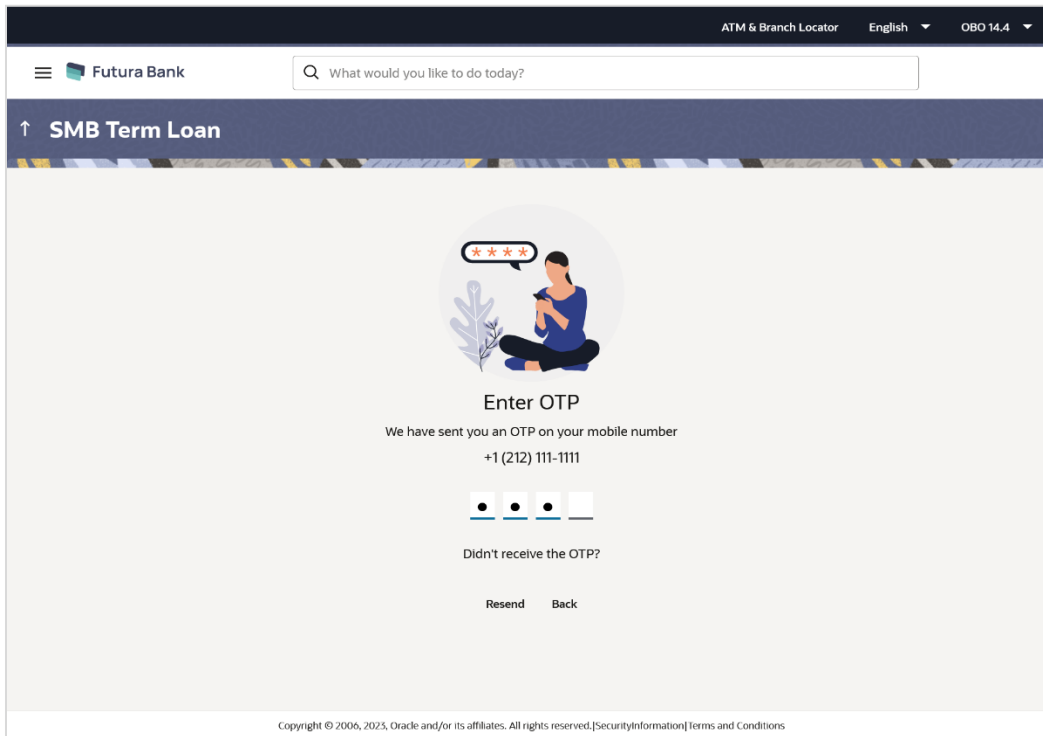 ATM & Branch Locator English OBO 14.4
Futura Bank What would you like to do today?
SMB Term Loan
****
Enter OTP
We have sent you an OTP on your mobile number
+1 (212) 111-1111
Didn't receive the OTP?
Resend Back
Copyright © 2006, 2023, Oracle and/or its affiliates. All rights reserved.|SecurityInformation|Terms and Conditions